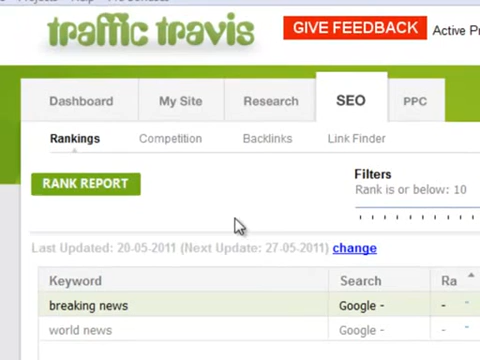 traffic travis
GIVE FEEDBACK
Active
Dashboard
My Site
Research
SEO
PPC
Rankings
Competition
Backlinks
Link Finder
RANK REPORT
Filters
Rank is or below: 10
Last Updated: 20-05-2011 (Next Update: 27-05-2011) change
Keyword
Search
Ra
breaking news
Google -
-
-
world news
Google -
-
-